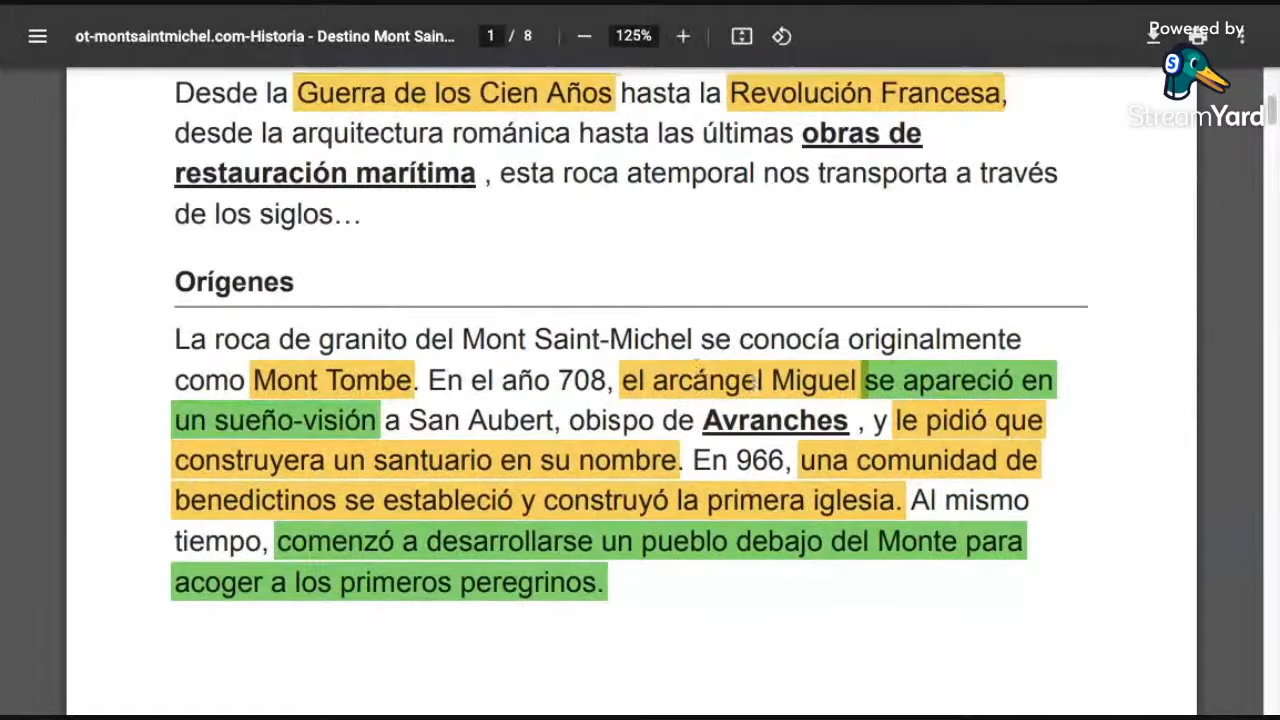 ot-montsaintmichel.com-Historia - Destino Mont Sain... 1 / 8 125%
Powered by
StreamYard
Desde la Guerra de los Cien Años hasta la Revolución Francesa,
desde la arquitectura románica hasta las últimas obras de
restauración marítima , esta roca atemporal nos transporta a través
de los siglos…
Orígenes
La roca de granito del Mont Saint-Michel se conocía originalmente
como Mont Tombe. En el año 708, el arcángel Miguel se apareció en
un sueño-visión a San Aubert, obispo de Avranches , y le pidió que
construyera un santuario en su nombre. En 966, una comunidad de
benedictinos se estableció y construyó la primera iglesia. Al mismo
tiempo, comenzó a desarrollarse un pueblo debajo del Monte para
acoger a los primeros peregrinos.